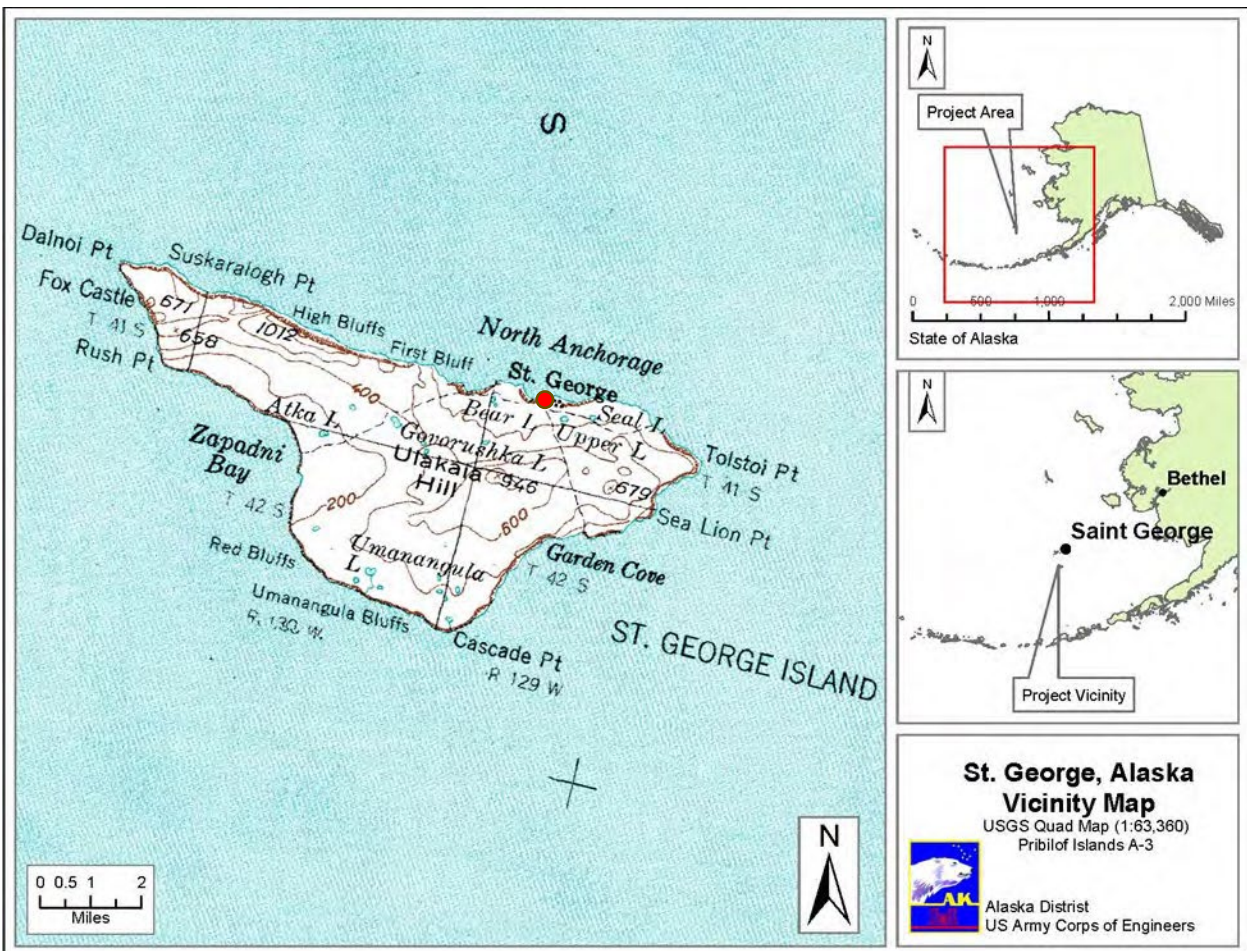 S
Dalnoi Pt
Suskaralogh Pt
Fox Castle
671
T 41 S
658
1012
High Bluffs
North Anchorage
Rush Pt
First Bluff
St. George
400
Atka L
Bear L
Seal L
Upper L
Govorushka L
Zapadni
Bay
Ulakaia
Hill
946
679
Tolstoi Pt
T 41 S
T 42 S
200
600
Sea Lion Pt
Red Bluffs
Umanangula
L
Garden Cove
T 42 S
Umanangula Bluffs
R. 130 W.
Cascade Pt
R 129 W
ST. GEORGE ISLAND
N
0 0.5 1 2
Miles
N
Project Area
0 500 1,000 2,000 Miles
State of Alaska
N
Bethel
Saint George
Project Vicinity
St. George, Alaska
Vicinity Map
USGS Quad Map (1:63,360)
Pribilof Islands A-3
AK
Alaska District
US Army Corps of Engineers